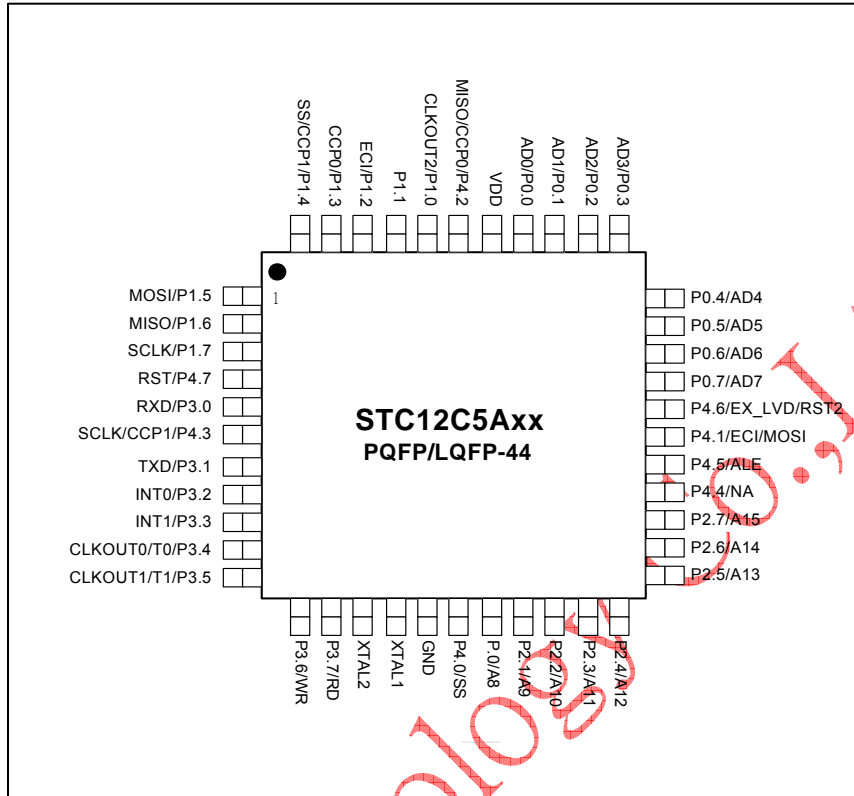 SS/CCP1/P1.4
CCP0/P1.3
ECI/P1.2
P1.1
CLKOUT2/P1.0
MISO/CCP0/P4.2
VDD
AD0/P0.0
AD1/P0.1
AD2/P0.2
AD3/P0.3
1
MOSI/P1.5
MISO/P1.6
SCLK/P1.7
RST/P4.7
RXD/P3.0
SCLK/CCP1/P4.3
TXD/P3.1
INT0/P3.2
INT1/P3.3
CLKOUT0/T0/P3.4
CLKOUT1/T1/P3.5
STC12C5Axx
PQFP/LQFP-44
P0.4/AD4
P0.5/AD5
P0.6/AD6
P0.7/AD7
P4.6/EX_LVD/RST2
P4.1/ECI/MOSI
P4.5/ALE
P4.4/NA
P2.7/A15
P2.6/A14
P2.5/A13
P3.6/WR
P3.7/RD
XTAL2
XTAL1
GND
P4.0/SS
P.0/A8
P2.1/A9
P2.2/A10
P2.3/A11
P2.4/A12